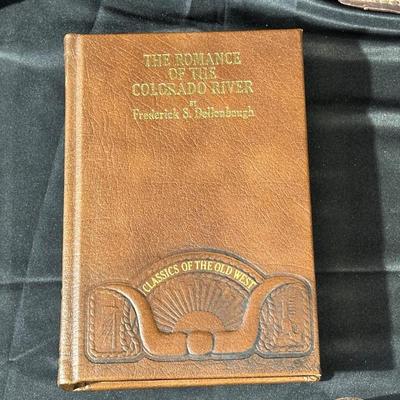 THE ROMANCE
OF THE
COLORADO RIVER
BY
Frederick S. Dellenbaugh
CLASSICS OF THE OLD WEST